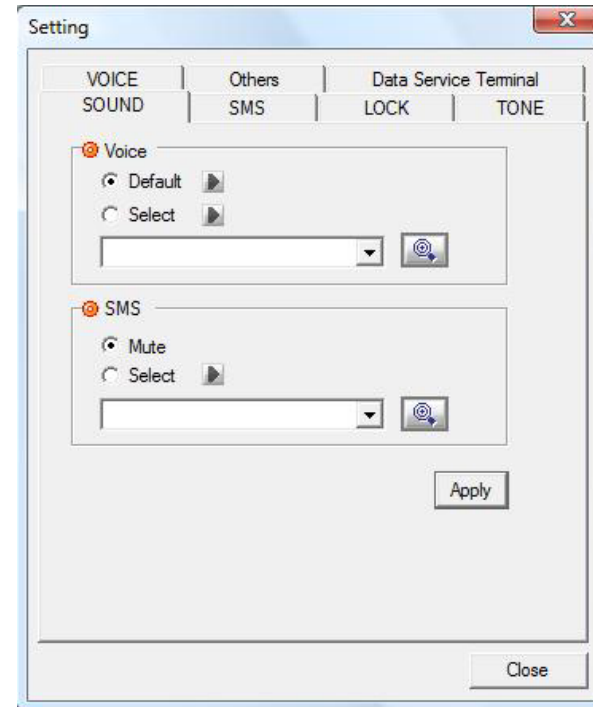 Setting
VOICE Others Data Service Terminal
SOUND SMS LOCK TONE
Voice
Default
Select
SMS
Mute
Select
Apply
Close